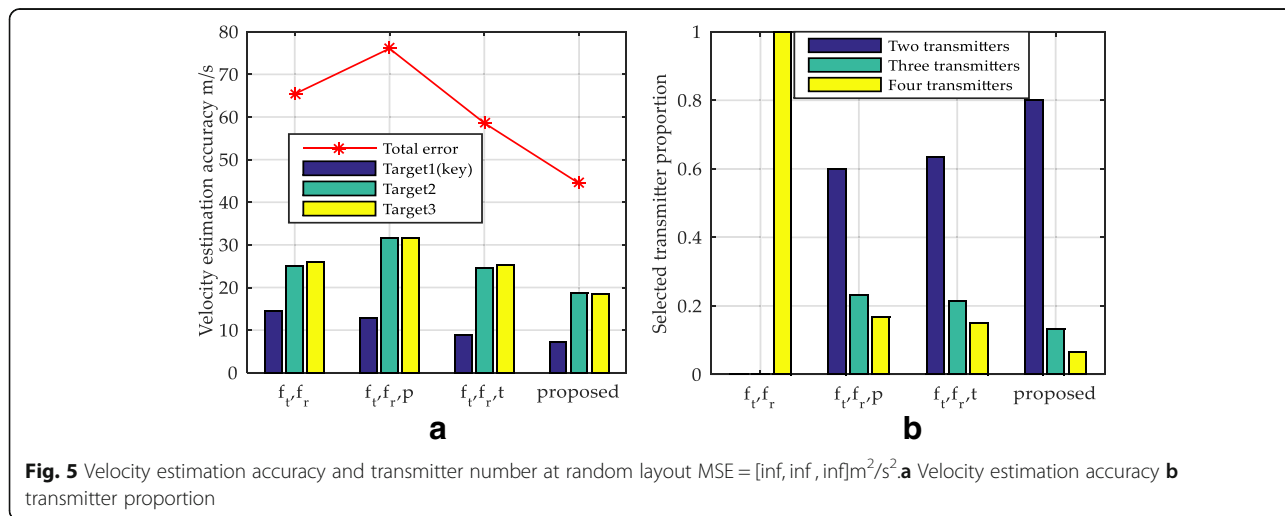 80
70
60
50
40
30
20
10
0
Velocity estimation accuracy m/s
Total error
Target1(key)
Target2
Target3
f_t,f_r
f_t,f_r,p
f_t,f_r,t
proposed
a
1
0.8
0.6
0.4
0.2
0
Selected transmitter proportion
Two transmitters
Three transmitters
Four transmitters
f_t,f_r
f_t,f_r,p
f_t,f_r,t
proposed
b
Fig. 5 Velocity estimation accuracy and transmitter number at random layout MSE = [inf, inf , inf]m²/s².a Velocity estimation accuracy b
transmitter proportion